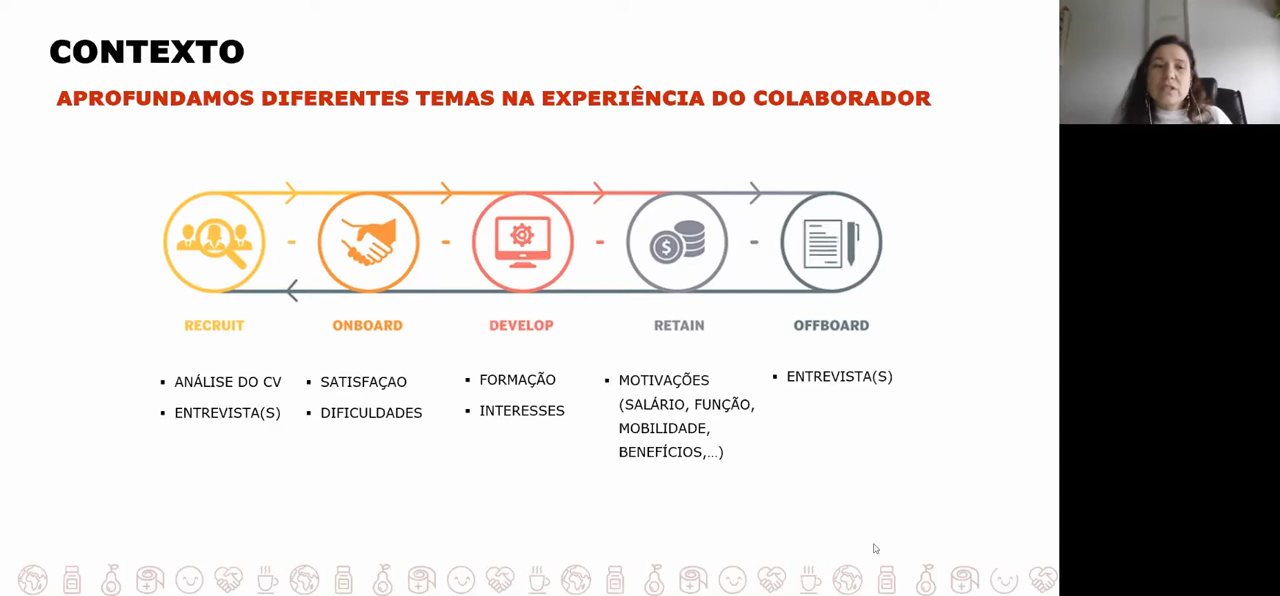 CONTEXTO
APROFUNDAMOS DIFERENTES TEMAS NA EXPERIÊNCIA DO COLABORADOR
$
RECRUIT
ONBOARD
DEVELOP
RETAIN
OFFBOARD
▪ ANÁLISE DO CV
▪ ENTREVISTA(S)
▪ SATISFAÇAO
▪ DIFICULDADES
▪ FORMAÇÃO
▪ INTERESSES
▪ MOTIVAÇÕES
(SALÁRIO, FUNÇÃO,
MOBILIDADE,
BENEFÍCIOS,...)
▪ ENTREVISTA(S)